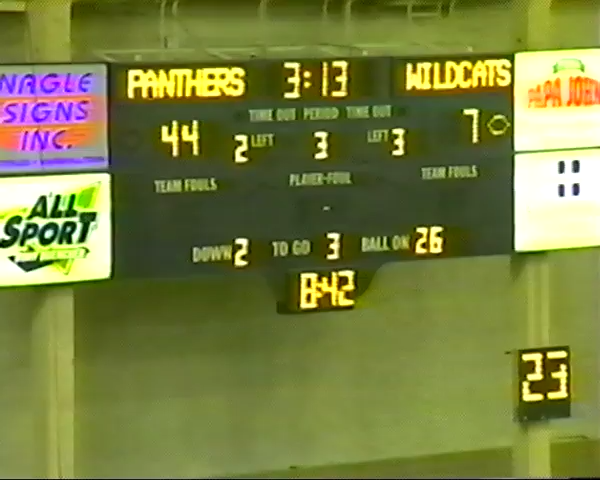 NAGLE
SIGNS
INC.
PANTHERS 3:13 WILDCATS
TIME OUT PERIOD TIME OUT
44 2 LEFT 3 LEFT 3 7
TEAM FOULS PLAYER-FOUL TEAM FOULS
-
DOWN 2 TO GO 3 BALL ON 26
8:42
ALL
SPORT
PAPA JOHN
23